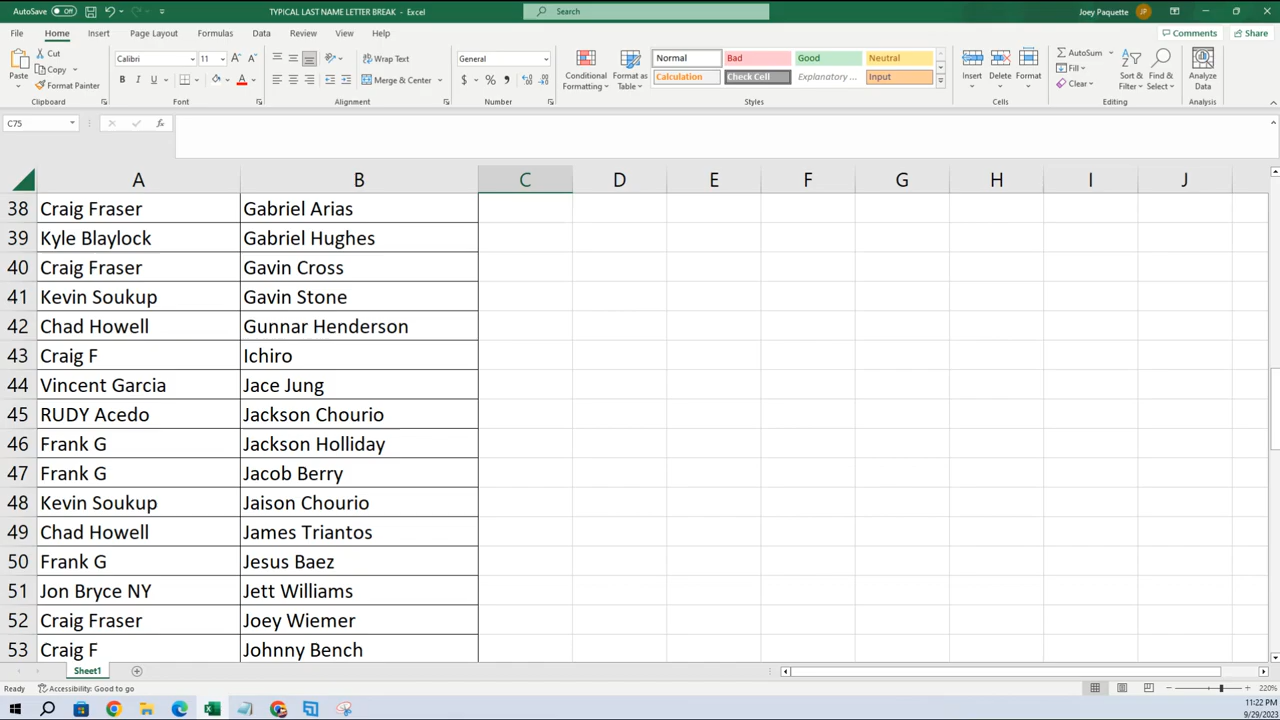 AutoSave Off TYPICAL LAST NAME LETTER BREAK - Excel Search Joey Paquette JP
File Home Insert Page Layout Formulas Data Review View Help Comments Share
Paste Cut Copy Format Painter Clipboard
Calibri 11 A A B I U A Font
Wrap Text Merge & Center Alignment
General $ % , Number
Conditional Formatting Format as Table
Normal Bad Good Neutral
Calculation Check Cell Explanatory ... Input
Styles
Insert Delete Format Cells
AutoSum Fill Clear Sort & Filter Find & Select Editing
Analyze Data Analysis
C75 fx
A B C D E F G H I J
38 Craig Fraser Gabriel Arias
39 Kyle Blaylock Gabriel Hughes
40 Craig Fraser Gavin Cross
41 Kevin Soukup Gavin Stone
42 Chad Howell Gunnar Henderson
43 Craig F Ichiro
44 Vincent Garcia Jace Jung
45 RUDY Acedo Jackson Chourio
46 Frank G Jackson Holliday
47 Frank G Jacob Berry
48 Kevin Soukup Jaison Chourio
49 Chad Howell James Triantos
50 Frank G Jesus Baez
51 Jon Bryce NY Jett Williams
52 Craig Fraser Joey Wiemer
53 Craig F Johnny Bench
Sheet1
Ready Accessibility: Good to go 220%
11:22 PM
9/29/2023